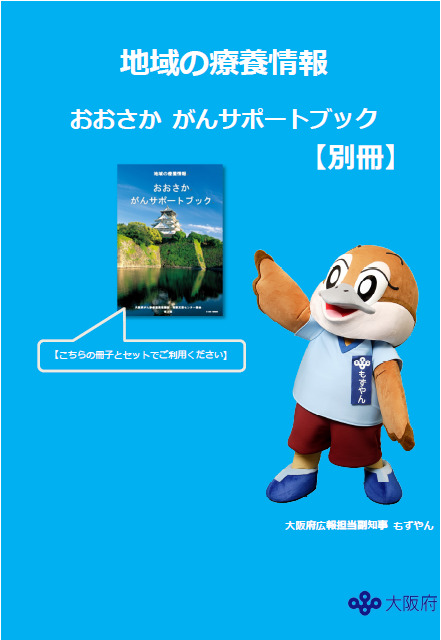 地域の療養情報
おおさか がんサポートブック
【別冊】
地域の療養情報
おおさか
がんサポートブック
【こちらの冊子とセットでご利用ください】
もずやん
大阪府広報担当副知事 もずやん
大阪府